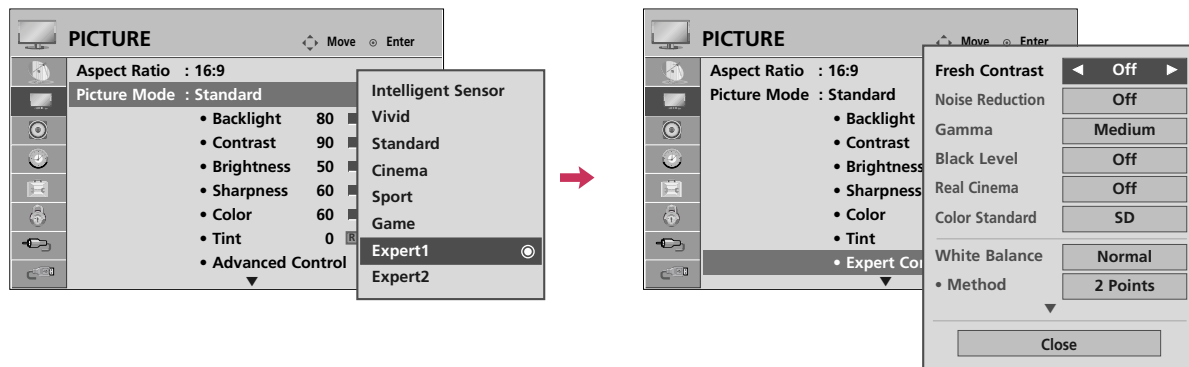 PICTURE
Move Enter
Aspect Ratio : 16:9
Picture Mode : Standard
• Backlight 80
• Contrast 90
• Brightness 50
• Sharpness 60
• Color 60
• Tint 0 R
• Advanced Control
Intelligent Sensor
Vivid
Standard
Cinema
Sport
Game
Expert1
Expert2
PICTURE
Move Enter
Aspect Ratio : 16:9
Picture Mode : Standard
• Backlight
• Contrast
• Brightness
• Sharpness
• Color
• Tint
• Expert Con
Fresh Contrast Off
Noise Reduction Off
Gamma Medium
Black Level Off
Real Cinema Off
Color Standard SD
White Balance Normal
• Method 2 Points
Close